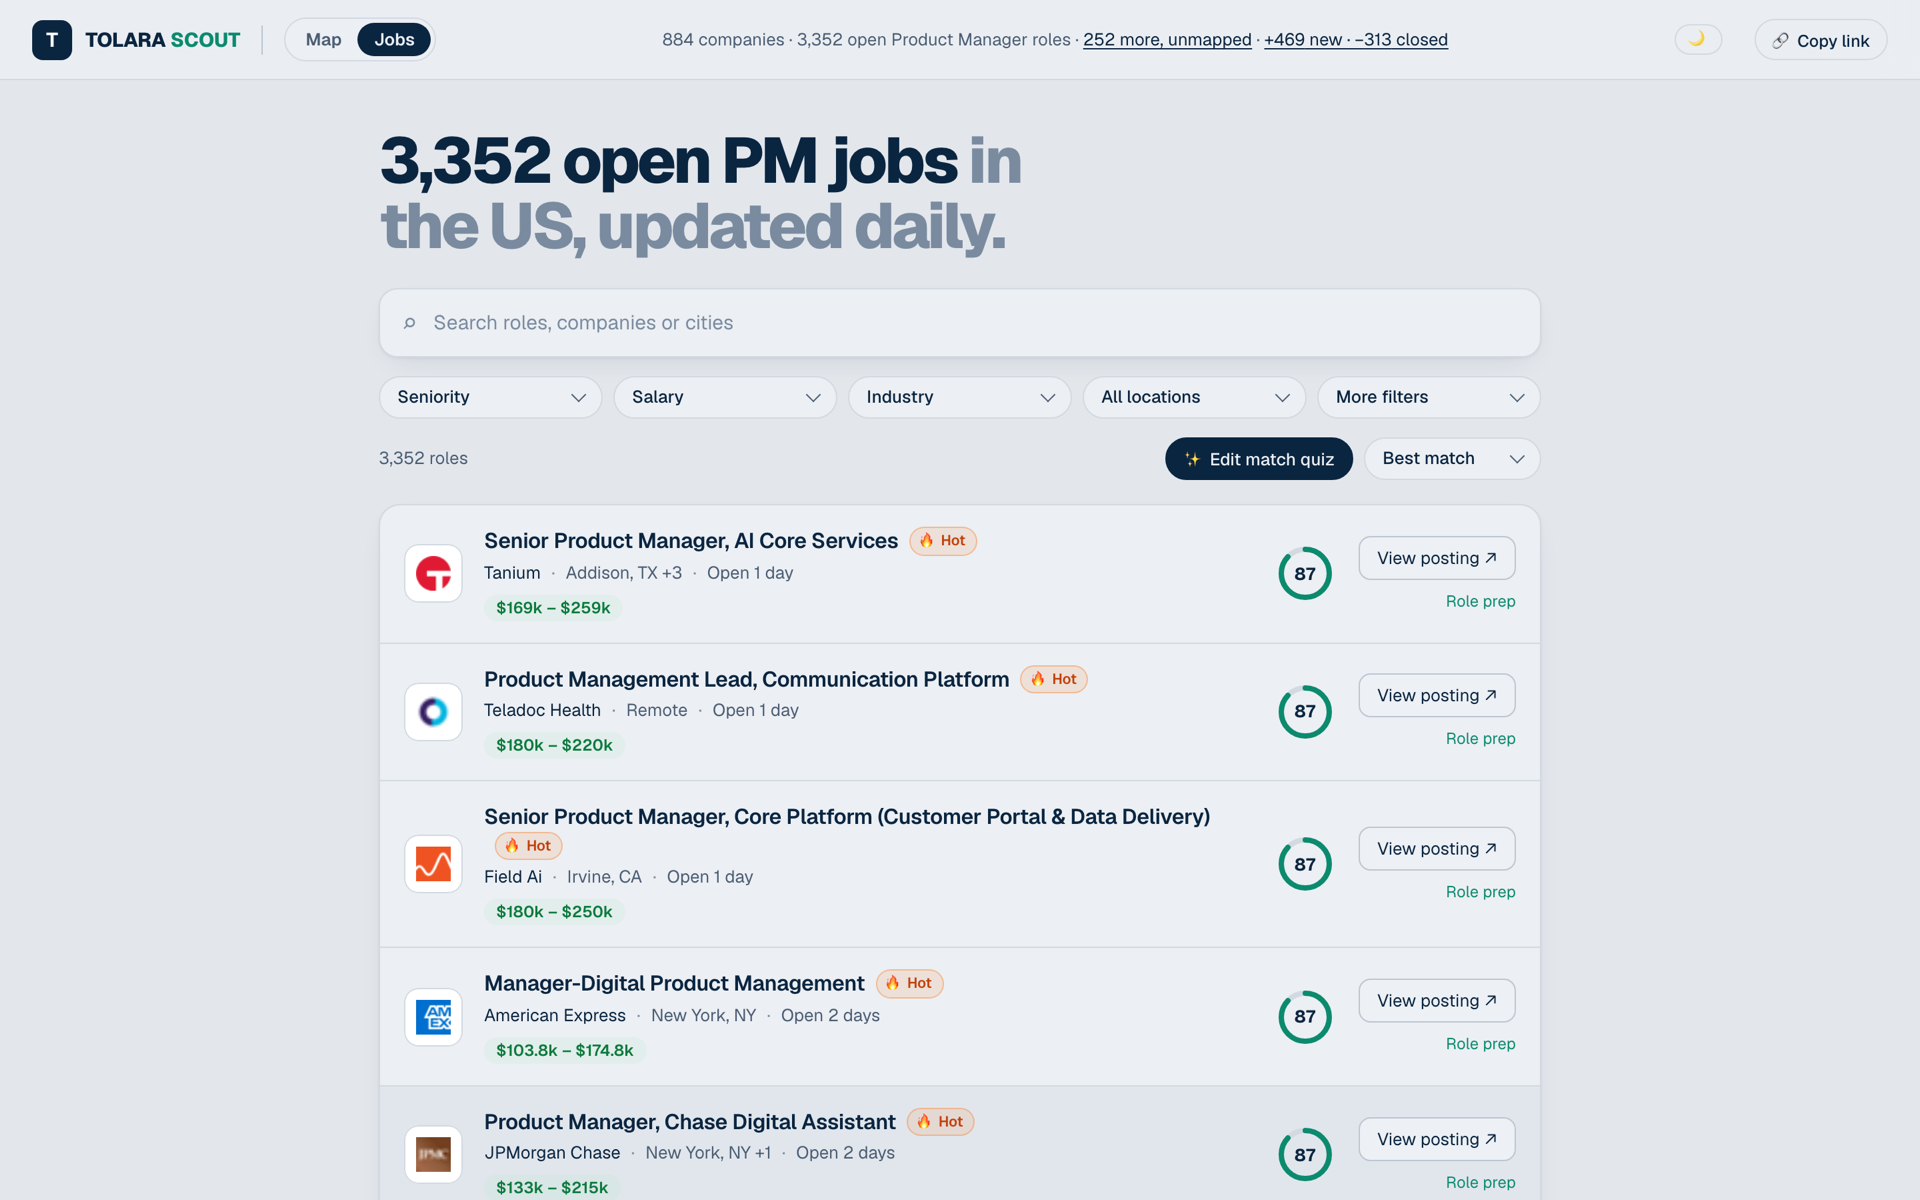 T TOLARA SCOUT Map Jobs 884 companies · 3,352 open Product Manager roles · 252 more, unmapped · +469 new · −313 closed Copy link
3,352 open PM jobs in
the US, updated daily.
Search roles, companies or cities
Seniority Salary Industry All locations More filters
3,352 roles Edit match quiz Best match
Senior Product Manager, AI Core Services Hot
Tanium · Addison, TX +3 · Open 1 day
$169k – $259k
87
View posting ↗
Role prep
Product Management Lead, Communication Platform Hot
Teladoc Health · Remote · Open 1 day
$180k – $220k
87
View posting ↗
Role prep
Senior Product Manager, Core Platform (Customer Portal & Data Delivery)
Hot
Field Ai · Irvine, CA · Open 1 day
$180k – $250k
87
View posting ↗
Role prep
Manager-Digital Product Management Hot
AM
EX
American Express · New York, NY · Open 2 days
$103.8k – $174.8k
87
View posting ↗
Role prep
Product Manager, Chase Digital Assistant Hot
JPMC
JPMorgan Chase · New York, NY +1 · Open 2 days
$133k – $215k
87
View posting ↗
Role prep